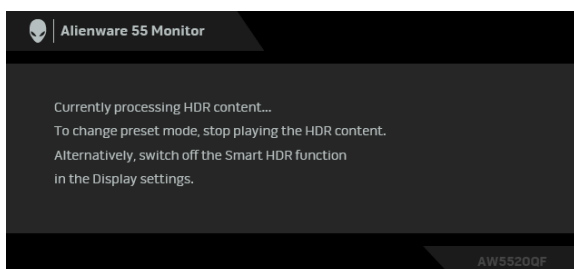 Alienware 55 Monitor
Currently processing HDR content...
To change preset mode, stop playing the HDR content.
Alternatively, switch off the Smart HDR function
in the Display settings.
AW5520QF